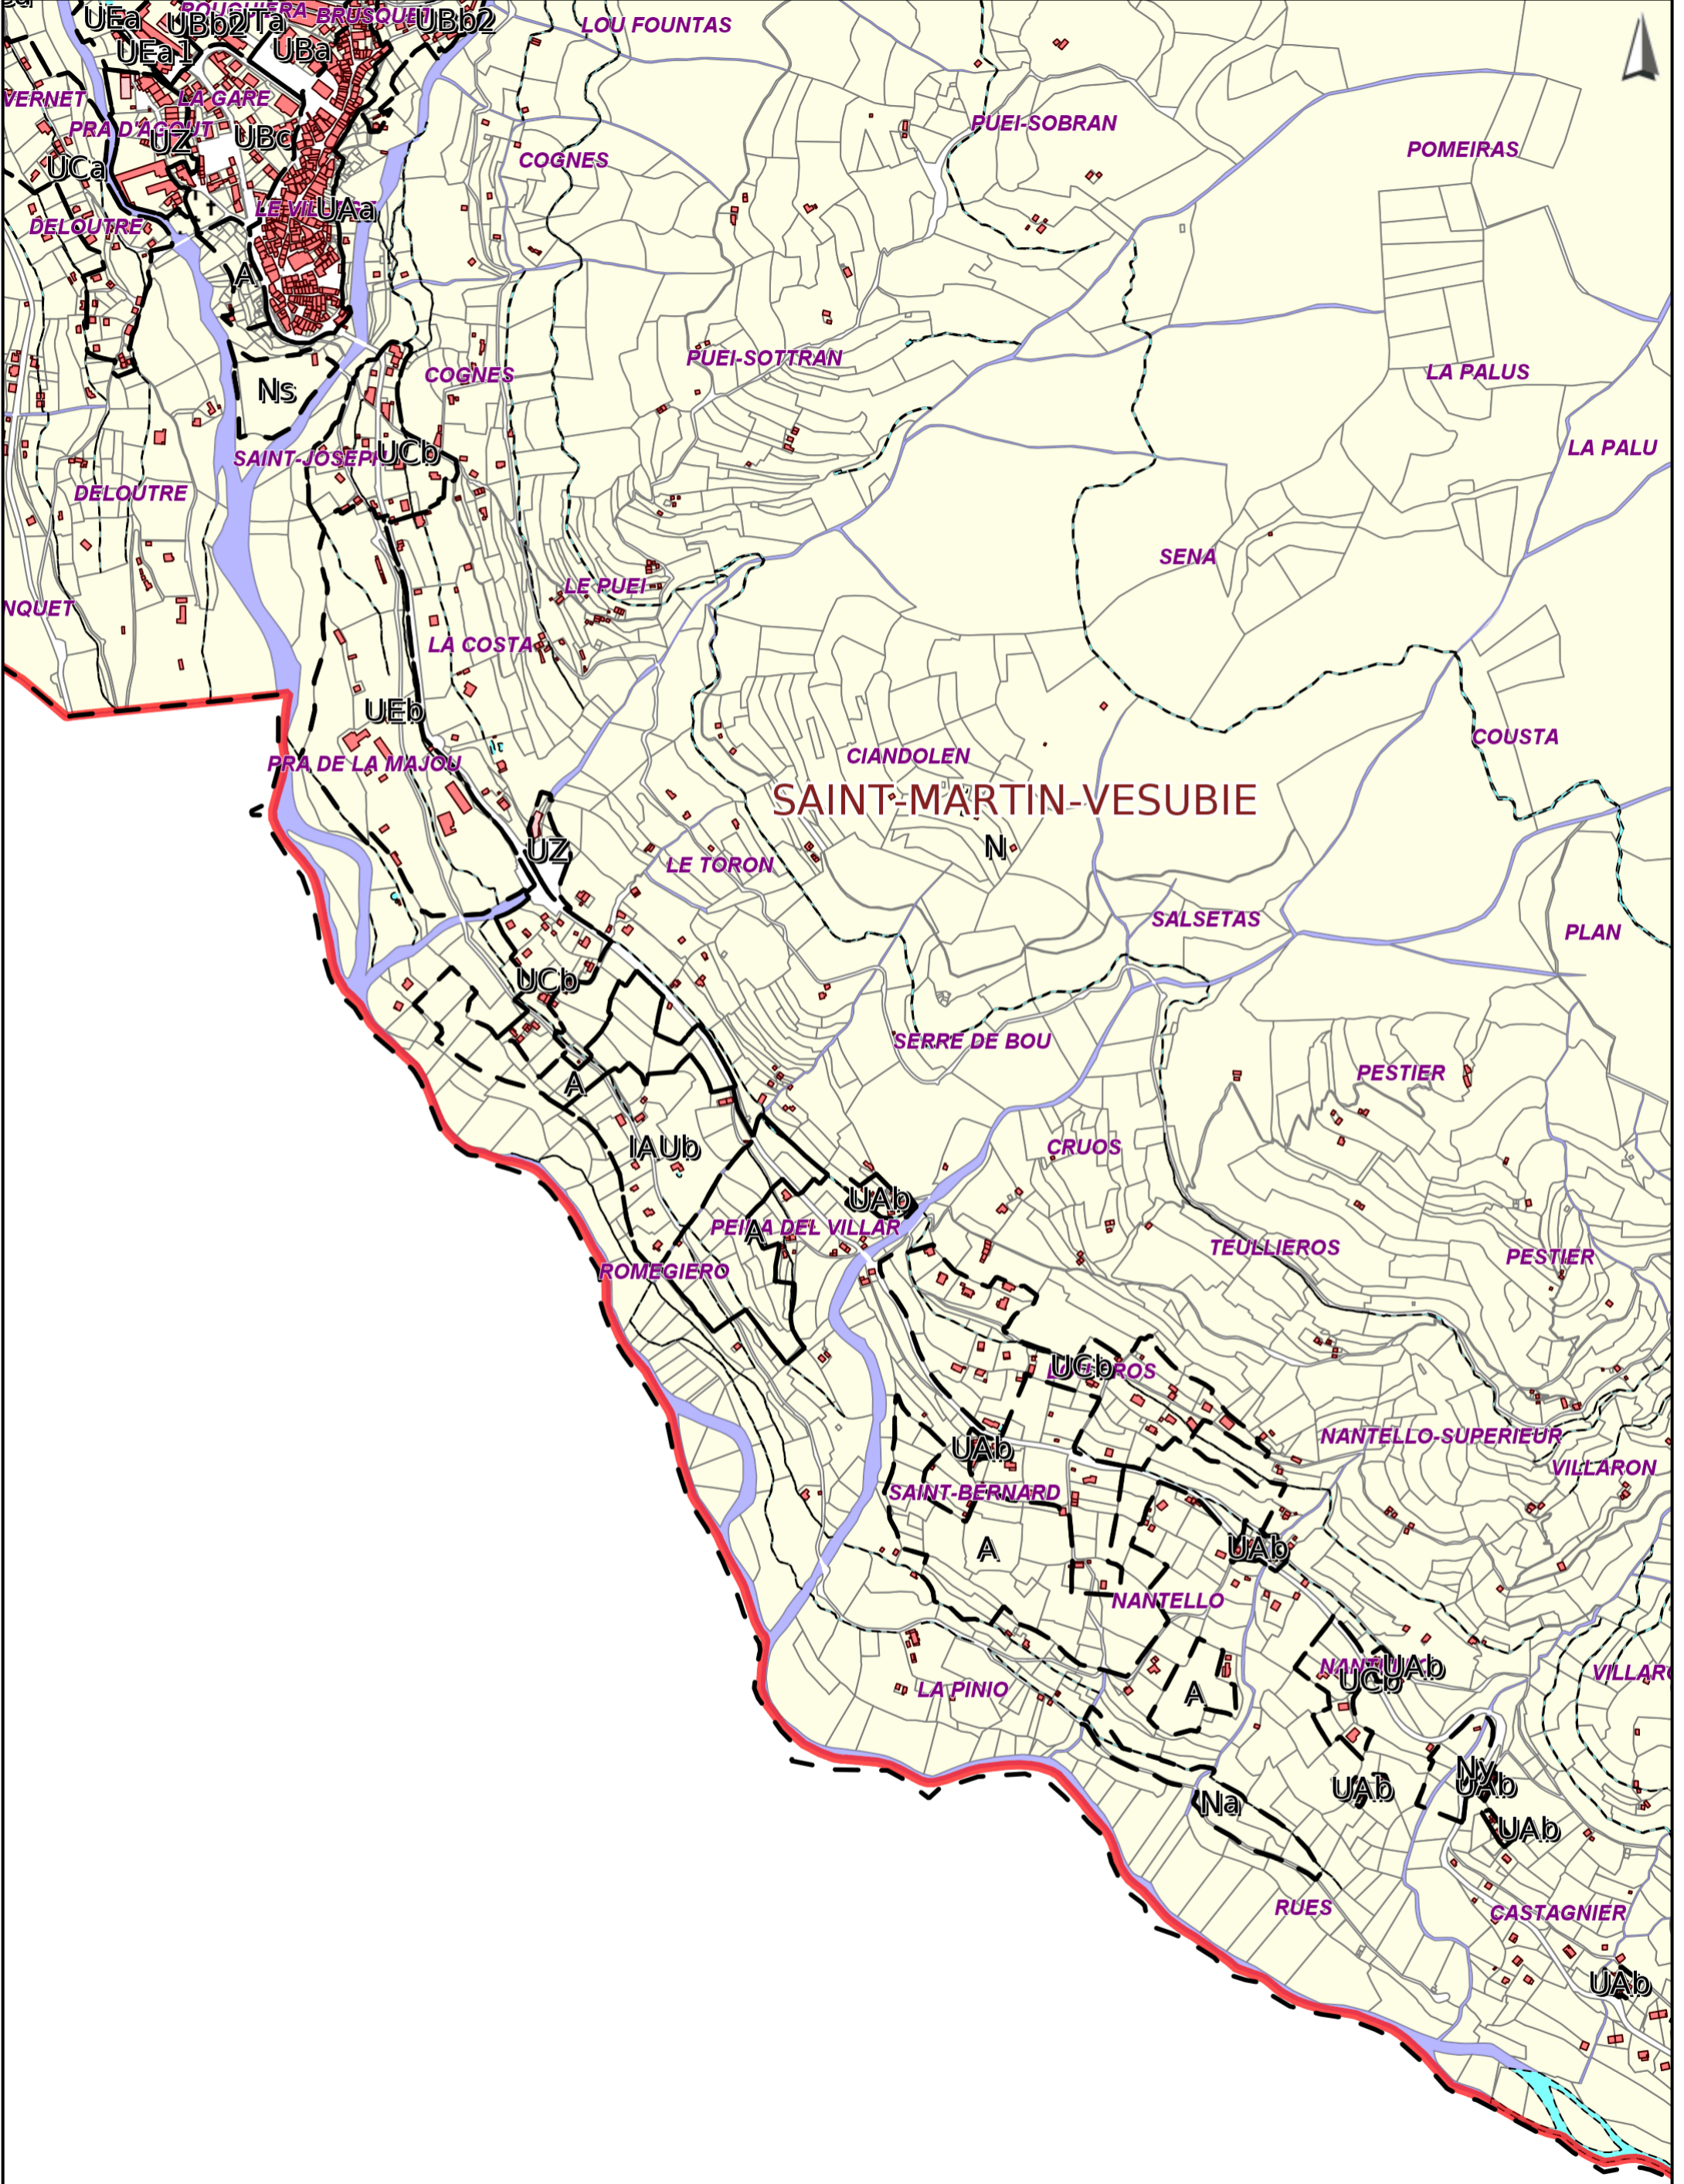 UEa
UBb2
UTa
BRUSQUET
UBb2
LOU FOUNTAS
UEa1
UBa
VERNET
LA GARE
PRA D'AGOUT
UZ
UBc
PUEI-SOBRAN
POMEIRAS
COGNES
UCa
DELOUTRE
UAa
A
PUEI-SOTTRAN
LA PALUS
COGNES
Ns
SAINT-JOSEPH
UCb
LA PALU
DELOUTRE
SENA
LE PUEI
NQUET
LA COSTA
UEb
COUSTA
CIANDOLEN
PRA DE LA MAJOU
SAINT-MARTIN-VESUBIE
N
UZ
LE TORON
SALSETAS
PLAN
UCb
SERRE DE BOU
PESTIER
A
IAUb
CRUOS
UAb
PEIRA DEL VILLAR
A
TEULLIEROS
PESTIER
ROMEGIERO
UCb
ROS
NANTELLO-SUPERIEUR
UAb
VILLARON
SAINT-BERNARD
A
UAb
NANTELLO
UAb
UCb
VILLARO
LA PINIO
A
Ny
UAb
UAb
Na
UAb
RUES
CASTAGNIER
UAb